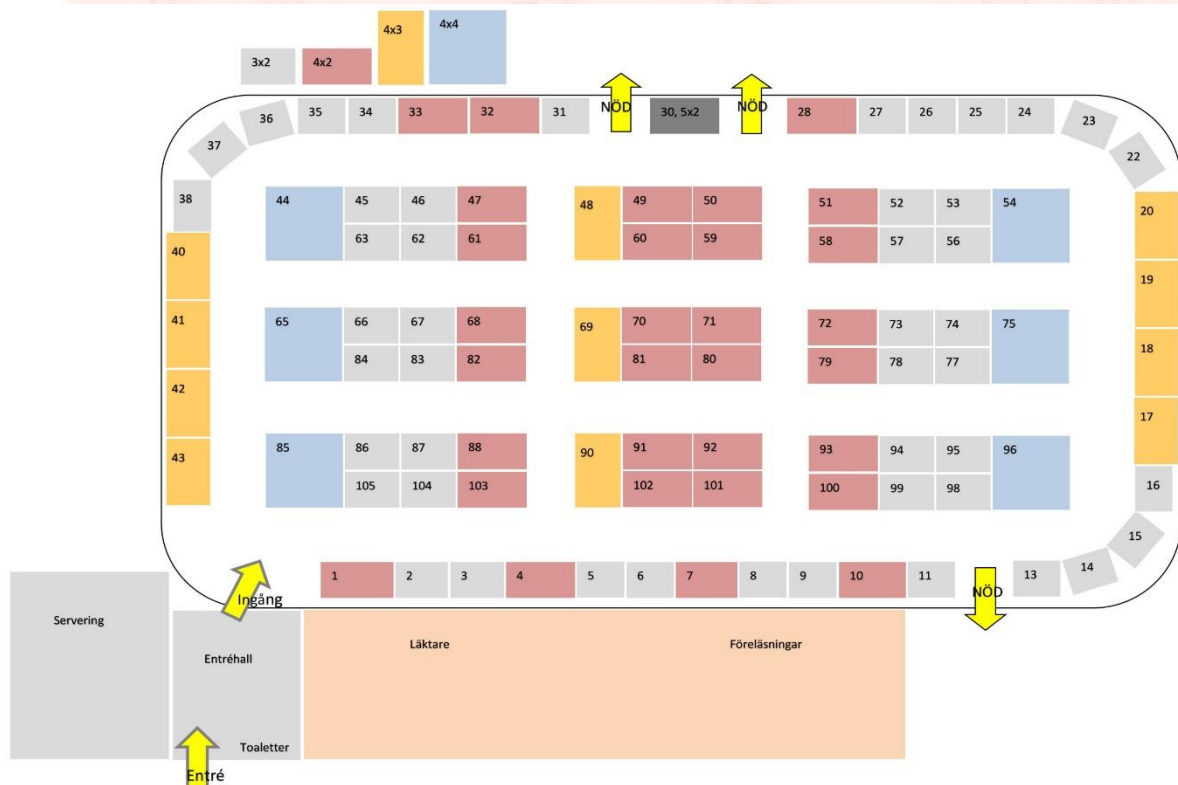 4x3 4x4
3x2 4x2
36 35 34 33 32 31 NÖD 30, 5x2 NÖD 28 27 26 25 24 23
37 22
38 44 45 46 47 48 49 50 51 52 53 54 20
40 63 62 61 60 59 58 57 56
19
41 65 66 67 68 69 70 71 72 73 74 75
84 83 82 81 80 79 78 77 18
42
17
43 85 86 87 88 90 91 92 93 94 95 96
105 104 103 102 101 100 99 98 16
15
1 2 3 4 5 6 7 8 9 10 11 13 14
Ingång NÖD
Servering
Entréhall Läktare Föreläsningar
Toaletter
Entré